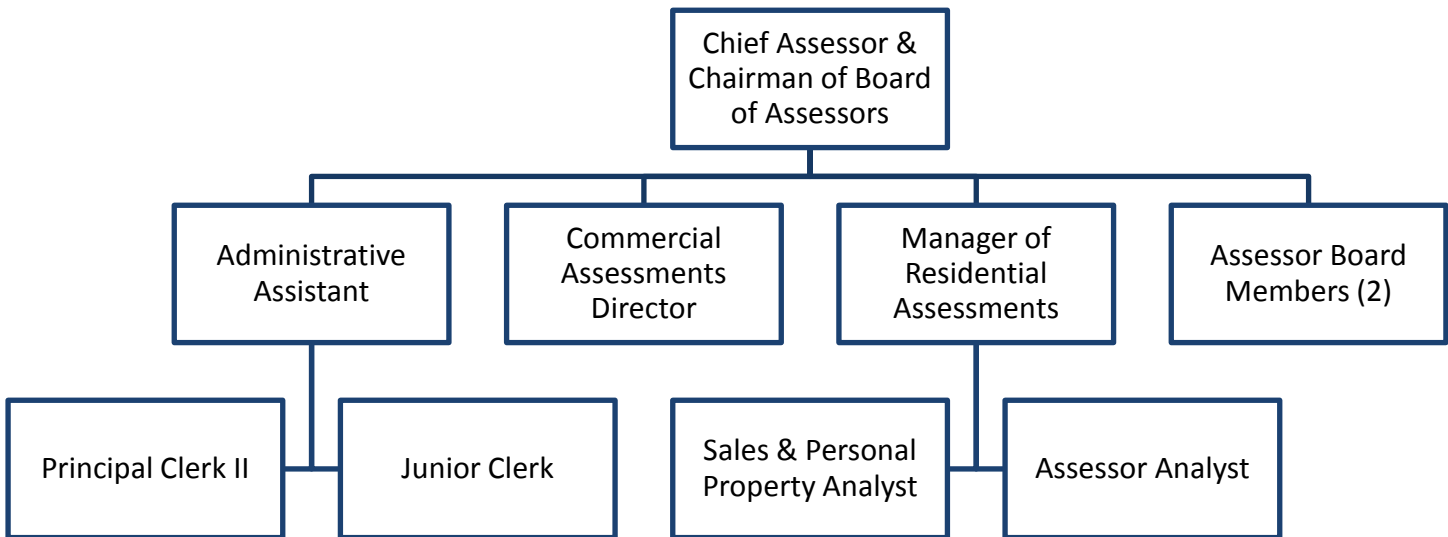 Chief Assessor &
Chairman of Board
of Assessors
Administrative
Assistant
Commercial
Assessments
Director
Manager of
Residential
Assessments
Assessor Board
Members (2)
Principal Clerk II
Junior Clerk
Sales & Personal
Property Analyst
Assessor Analyst